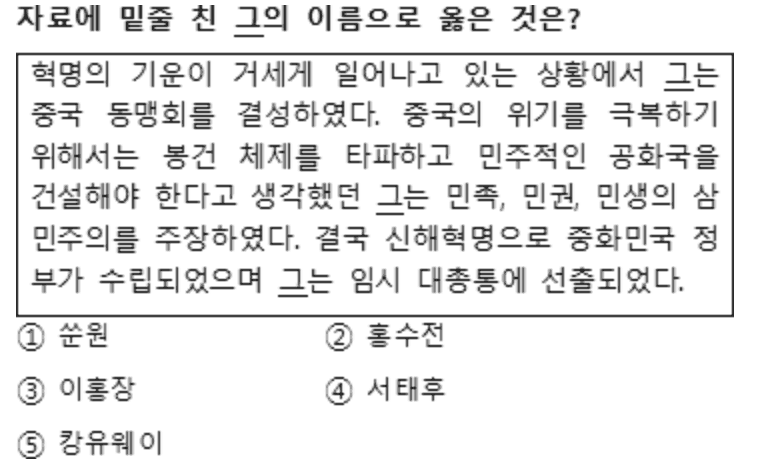 자료에 밑줄 친 그의 이름으로 옳은 것은?
혁명의 기운이 거세게 일어나고 있는 상황에서 그는
중국 동맹회를 결성하였다. 중국의 위기를 극복하기
위해서는 봉건 체제를 타파하고 민주적인 공화국을
건설해야 한다고 생각했던 그는 민족, 민권, 민생의 삼
민주의를 주장하였다. 결국 신해혁명으로 중화민국 정
부가 수립되었으며 그는 임시 대총통에 선출되었다.
① 쑨원 ② 홍수전
③ 이홍장 ④ 서태후
⑤ 캉유웨이